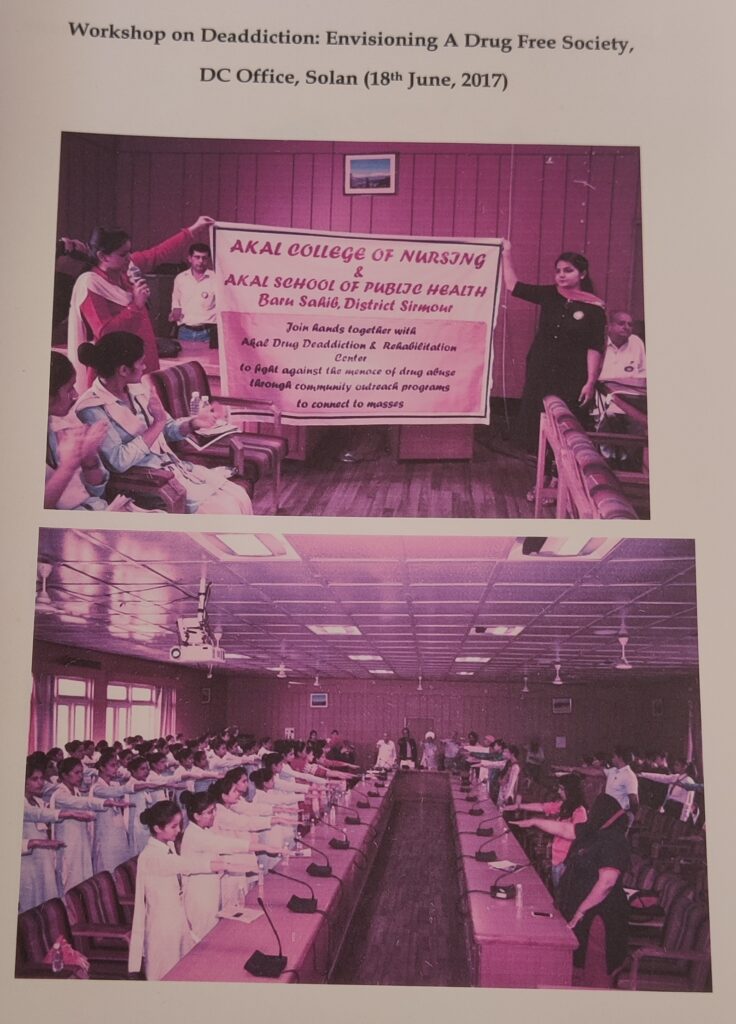 Workshop on Deaddiction: Envisioning A Drug Free Society,
DC Office, Solan (18th June, 2017)
AKAL COLLEGE OF NURSING
&
AKAL SCHOOL OF PUBLIC HEALTH
Baru Sahib, District Sirmour
Join hands together with
Akal Drug Deaddiction & Rehabilitation
Center
to fight against the menace of drug abuse
through community outreach programs
to connect to masses